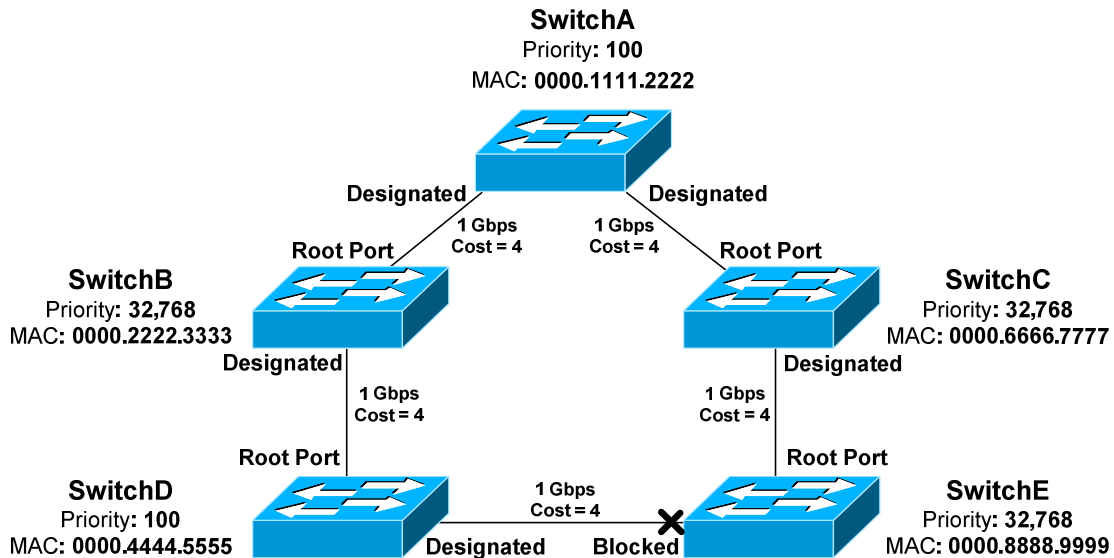 SwitchA
Priority: 100
MAC: 0000.1111.2222
Designated
Designated
1 Gbps
Cost = 4
1 Gbps
Cost = 4
Root Port
Root Port
SwitchB
Priority: 32,768
MAC: 0000.2222.3333
SwitchC
Priority: 32,768
MAC: 0000.6666.7777
Designated
Designated
1 Gbps
Cost = 4
1 Gbps
Cost = 4
Root Port
Root Port
SwitchD
Priority: 100
MAC: 0000.4444.5555
1 Gbps
Cost = 4
SwitchE
Priority: 32,768
MAC: 0000.8888.9999
Designated
Blocked